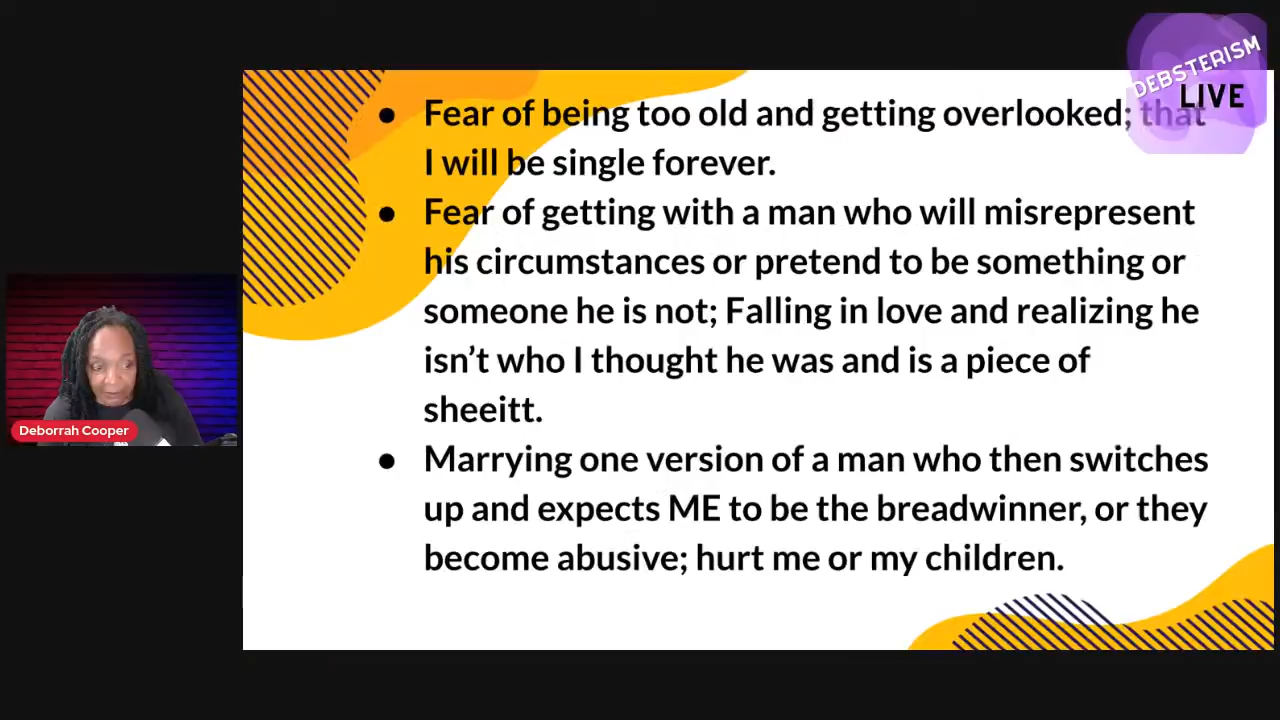 DEBSTERISM
LIVE
• Fear of being too old and getting overlooked; that
I will be single forever.
• Fear of getting with a man who will misrepresent
his circumstances or pretend to be something or
someone he is not; Falling in love and realizing he
isn’t who I thought he was and is a piece of
sheeitt.
• Marrying one version of a man who then switches
up and expects ME to be the breadwinner, or they
become abusive; hurt me or my children.
Deborrah Cooper